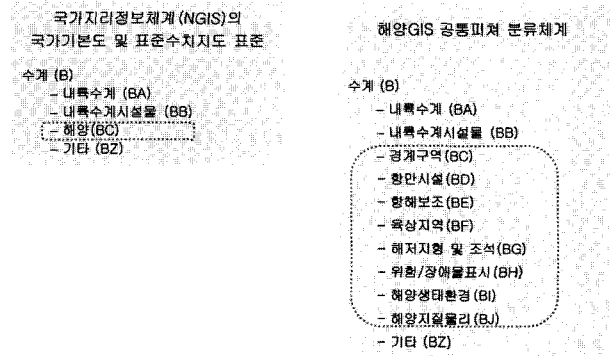 국가지리정보체계(NGIS)의
국가기본도 및 표준수치지도 표준
수계 (B)
– 내륙수계 (BA)
– 내륙수계시설물 (BB)
– 해양(BC)
– 기타 (BZ)
해양GIS 공통피쳐 분류체계
수계 (B)
– 내륙수계 (BA)
– 내륙수계시설물 (BB)
– 경계구역(BC)
– 항만시설(BD)
– 항해보조(BE)
– 육상지역(BF)
– 해저지형 및 조석(BG)
– 위험/장애물표시(BH)
– 해양생태환경(BI)
– 해양지질물리(BJ)
– 기타 (BZ)